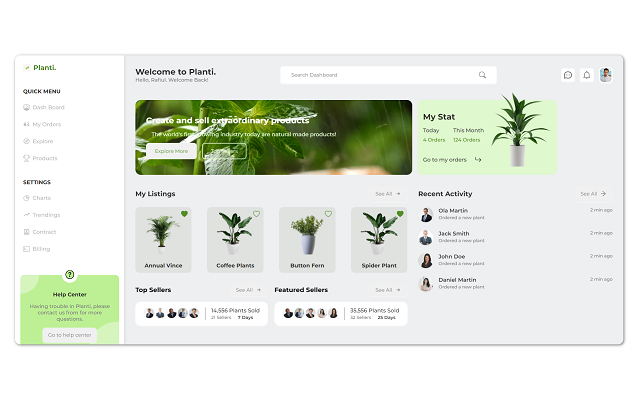 Planti.
QUICK MENU
Dash Board
My Orders
Explore
Products
SETTINGS
Charts
Trendings
Contract
Billing
?
Help Center
Having trouble in Planti, please
contact us from for more
questions.
Go to help center
Welcome to Planti.
Hello, Rafiul. Welcome Back!
Search Dashboard
Create and sell extraordinary products
The world's fast growing industry today are natural made products!
Explore More
My Stat
Today This Month
4 Orders 124 Orders
Go to my orders
My Listings
See All
Annual Vince
Coffee Plants
Button Fern
Spider Plant
Top Sellers
See All
14,556 Plants Sold
21 Sellers 7 Days
Featured Sellers
See All
35,556 Plants Sold
32 Sellers 25 Days
Recent Activity
See All
Ola Martin
Ordered a new plant
2 min ago
Jack Smith
Ordered a new plant
2 min ago
John Doe
Ordered a new plant
2 min ago
Daniel Martin
Ordered a new plant
2 min ago